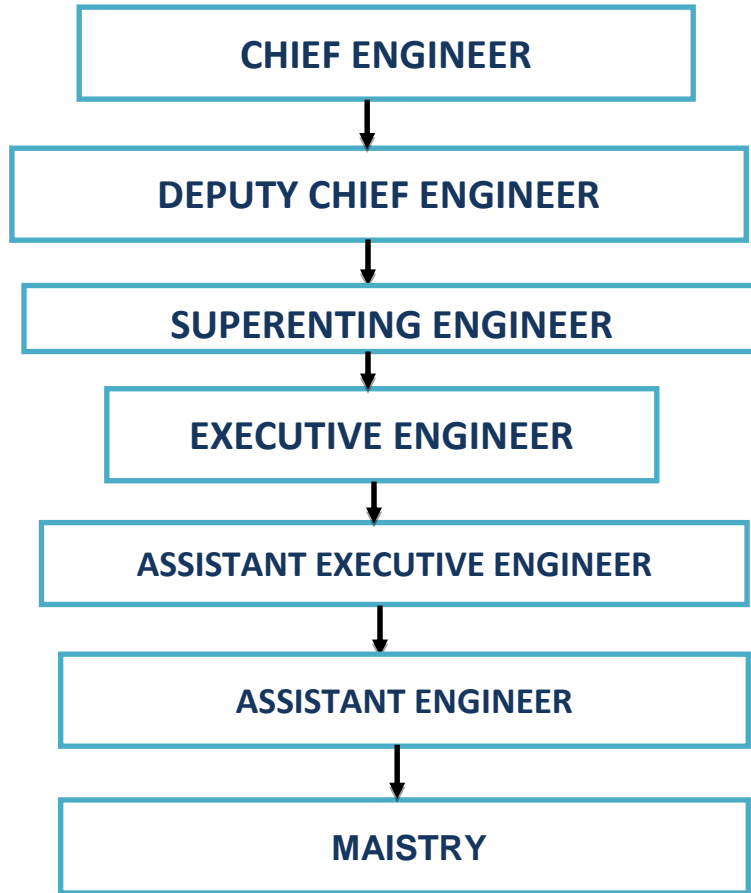 CHIEF ENGINEER
DEPUTY CHIEF ENGINEER
SUPERENTING ENGINEER
EXECUTIVE ENGINEER
ASSISTANT EXECUTIVE ENGINEER
ASSISTANT ENGINEER
MAISTRY